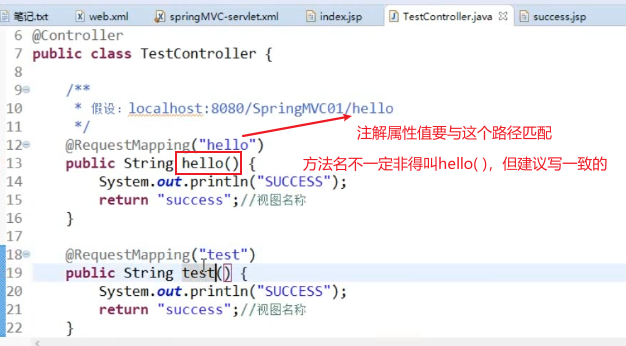 笔记.txt web.xml springMVC-servlet.xml index.jsp TestController.java success.jsp
6 @Controller
7 public class TestController {
8
9 /**
10 * 假设：localhost:8080/SpringMVC01/hello
11 */
注解属性值要与这个路径匹配
12 @RequestMapping("hello")
13 public String hello() {
方法名不一定非得叫hello( )，但建议写一致的
14 System.out.println("SUCCESS");
15 return "success";//视图名称
16 }
17
18 @RequestMapping("test")
19 public String test() {
20 System.out.println("SUCCESS");
21 return "success";//视图名称
22 }